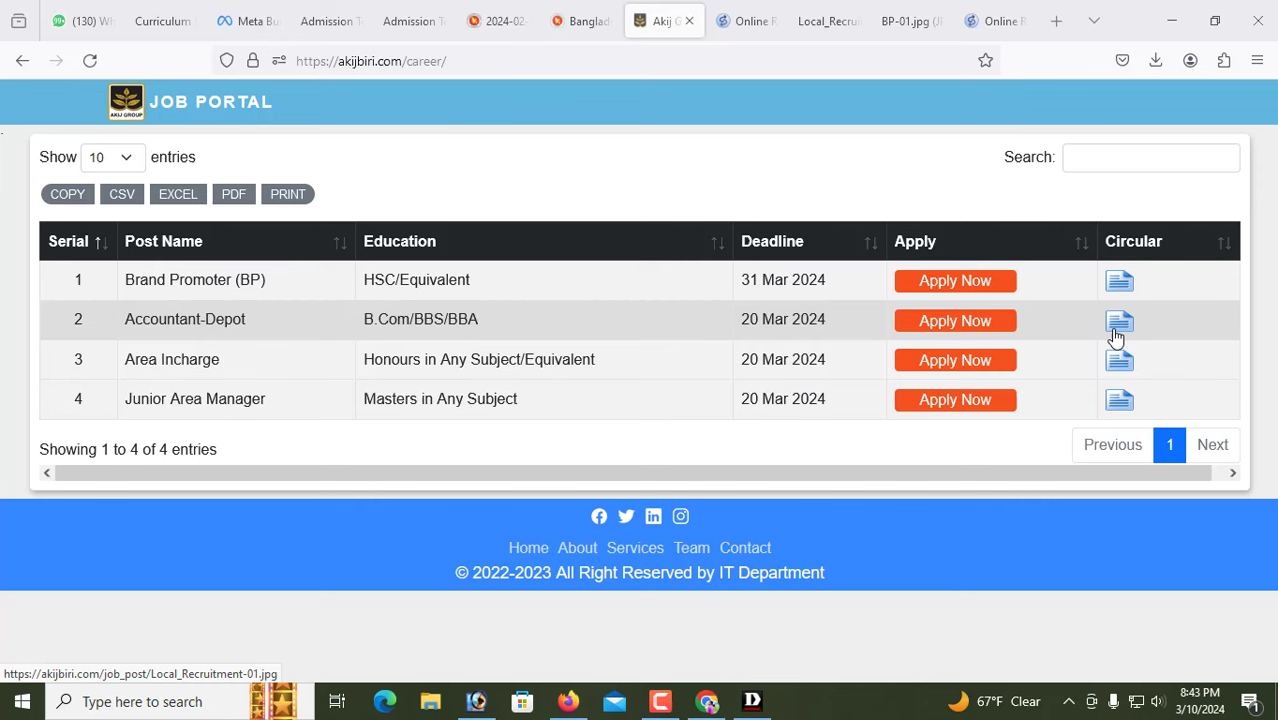 (130) Wh
Curriculum
Meta Bu
Admission T
Admission T
2024-02-
Banglad
Akij G
Online R
Local_Recru
BP-01.jpg (JI
Online R
https://akijbiri.com/career/
AKIJ GROUP
JOB PORTAL
Show 10 entries
Search:
COPY CSV EXCEL PDF PRINT
Serial Post Name Education Deadline Apply Circular
1 Brand Promoter (BP) HSC/Equivalent 31 Mar 2024 Apply Now
2 Accountant-Depot B.Com/BBS/BBA 20 Mar 2024 Apply Now
3 Area Incharge Honours in Any Subject/Equivalent 20 Mar 2024 Apply Now
4 Junior Area Manager Masters in Any Subject 20 Mar 2024 Apply Now
Showing 1 to 4 of 4 entries
Previous 1 Next
Home About Services Team Contact
© 2022-2023 All Right Reserved by IT Department
https://akijbiri.com/job_post/Local_Recruitment-01.jpg
Type here to search
67°F Clear
8:43 PM
3/10/2024
1